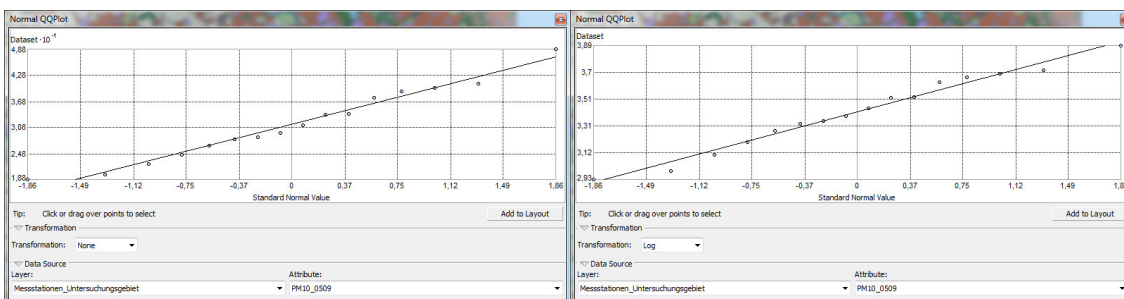 Normal QQPlot
Dataset · 10⁻¹
4,88
4,28
3,68
3,08
2,48
1,88
-1,86
-1,49
-1,12
-0,75
-0,37
0
0,37
0,75
1,12
1,49
1,86
Standard Normal Value
Tip: Click or drag over points to select
Add to Layout
Transformation
Transformation: None
Data Source
Layer: Attribute:
Messstationen_Untersuchungsgebiet PM10_0509
Normal QQPlot
Dataset
3,89
3,7
3,51
3,31
3,12
2,93
-1,86
-1,49
-1,12
-0,75
-0,37
0
0,37
0,75
1,12
1,49
1,86
Standard Normal Value
Tip: Click or drag over points to select
Add to Layout
Transformation
Transformation: Log
Data Source
Layer: Attribute:
Messstationen_Untersuchungsgebiet PM10_0509